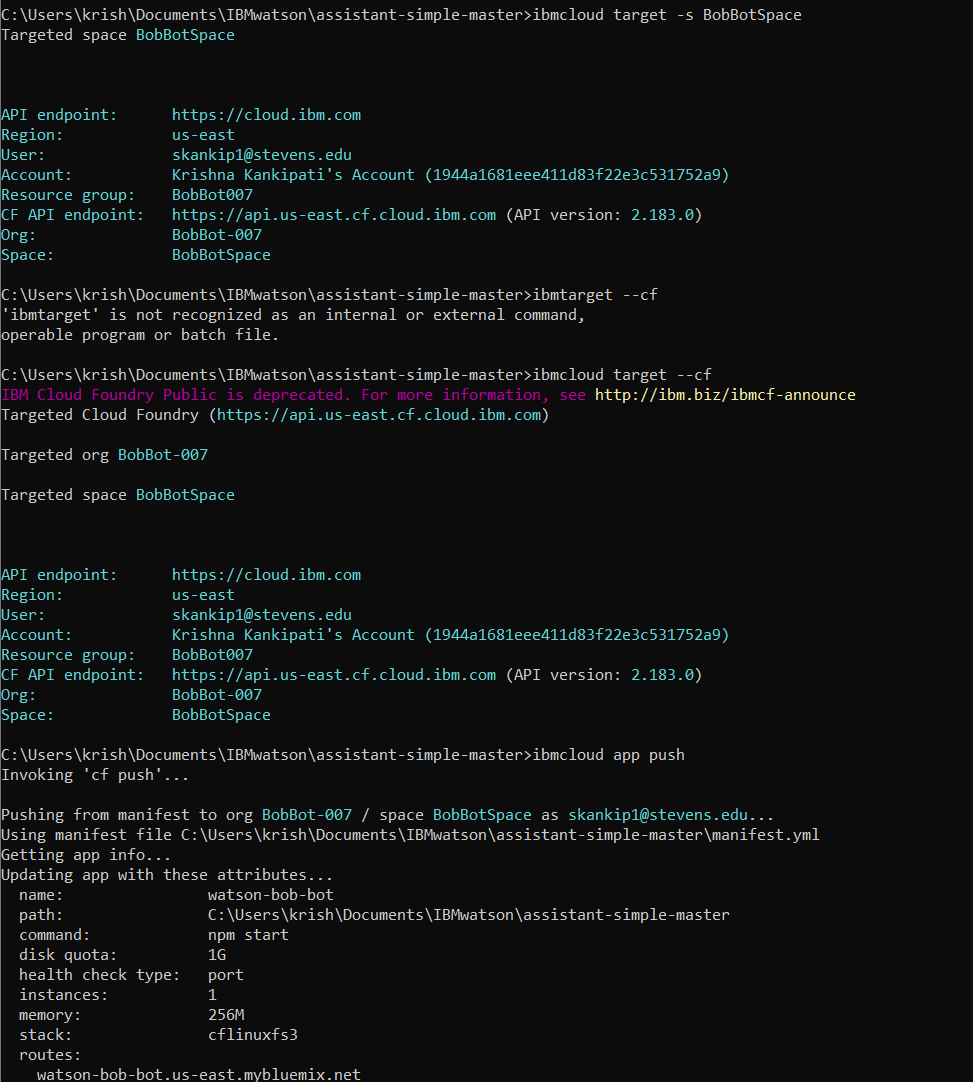 C:\Users\krish\Documents\IBMwatson\assistant-simple-master>ibmcloud target -s BobBotSpace
Targeted space BobBotSpace
API endpoint: https://cloud.ibm.com
Region: us-east
User: skankip1@stevens.edu
Account: Krishna Kankipati's Account (1944a1681eee411d83f22e3c531752a9)
Resource group: BobBot007
CF API endpoint: https://api.us-east.cf.cloud.ibm.com (API version: 2.183.0)
Org: BobBot-007
Space: BobBotSpace
C:\Users\krish\Documents\IBMwatson\assistant-simple-master>ibmtarget --cf
'ibmtarget' is not recognized as an internal or external command,
operable program or batch file.
C:\Users\krish\Documents\IBMwatson\assistant-simple-master>ibmcloud target --cf
IBM Cloud Foundry Public is deprecated. For more information, see http://ibm.biz/ibmcf-announce
Targeted Cloud Foundry (https://api.us-east.cf.cloud.ibm.com)
Targeted org BobBot-007
Targeted space BobBotSpace
API endpoint: https://cloud.ibm.com
Region: us-east
User: skankip1@stevens.edu
Account: Krishna Kankipati's Account (1944a1681eee411d83f22e3c531752a9)
Resource group: BobBot007
CF API endpoint: https://api.us-east.cf.cloud.ibm.com (API version: 2.183.0)
Org: BobBot-007
Space: BobBotSpace
C:\Users\krish\Documents\IBMwatson\assistant-simple-master>ibmcloud app push
Invoking 'cf push'...
Pushing from manifest to org BobBot-007 / space BobBotSpace as skankip1@stevens.edu...
Using manifest file C:\Users\krish\Documents\IBMwatson\assistant-simple-master\manifest.yml
Getting app info...
Updating app with these attributes...
name: watson-bob-bot
path: C:\Users\krish\Documents\IBMwatson\assistant-simple-master
command: npm start
disk quota: 1G
health check type: port
instances: 1
memory: 256M
stack: cflinuxfs3
routes:
watson-bob-bot.us-east.mybluemix.net